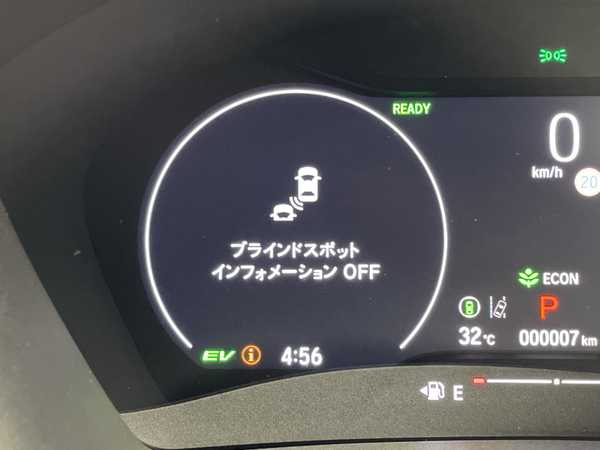 READY
0
km/h
20
ブラインドスポット
インフォメーション OFF
ECON
P
32℃
000007 km
EV
4:56
E